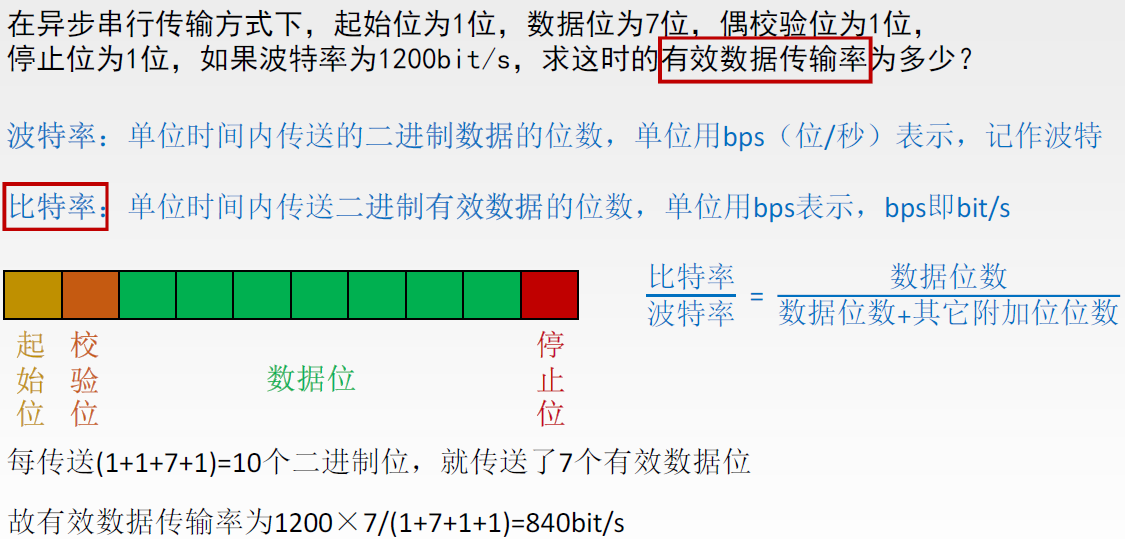 在异步串行传输方式下，起始位为1位，数据位为7位，偶校验位为1位，
停止位为1位，如果波特率为1200bit/s，求这时的有效数据传输率为多少？
波特率：单位时间内传送的二进制数据的位数，单位用bps（位/秒）表示，记作波特
比特率：单位时间内传送二进制有效数据的位数，单位用bps表示，bps即bit/s
比特率
波特率
=
数据位数
数据位数+其它附加位位数
起始位
校验位
数据位
停止位
每传送(1+1+7+1)=10个二进制位，就传送了7个有效数据位
故有效数据传输率为1200×7/(1+7+1+1)=840bit/s